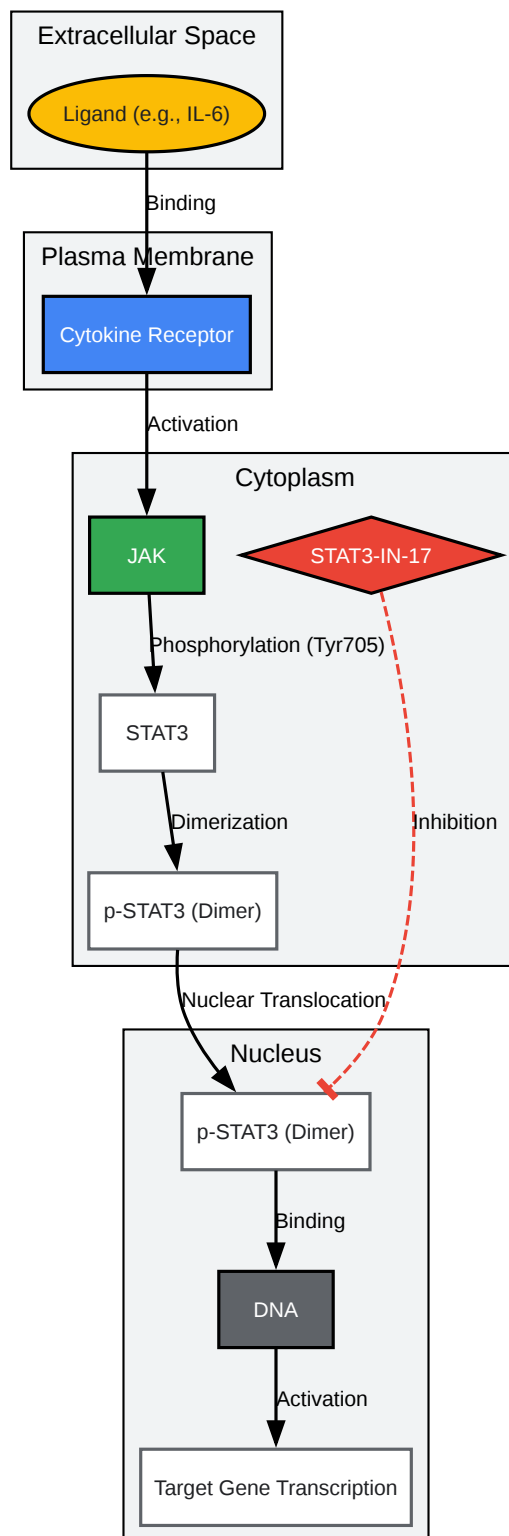 Extracellular Space
Ligand (e.g., IL-6)
Binding
Plasma Membrane
Cytokine Receptor
Activation
Cytoplasm
JAK
STAT3-IN-17
Phosphorylation (Tyr705)
STAT3
Dimerization
Inhibition
p-STAT3 (Dimer)
Nuclear Translocation
Nucleus
p-STAT3 (Dimer)
Binding
DNA
Activation
Target Gene Transcription